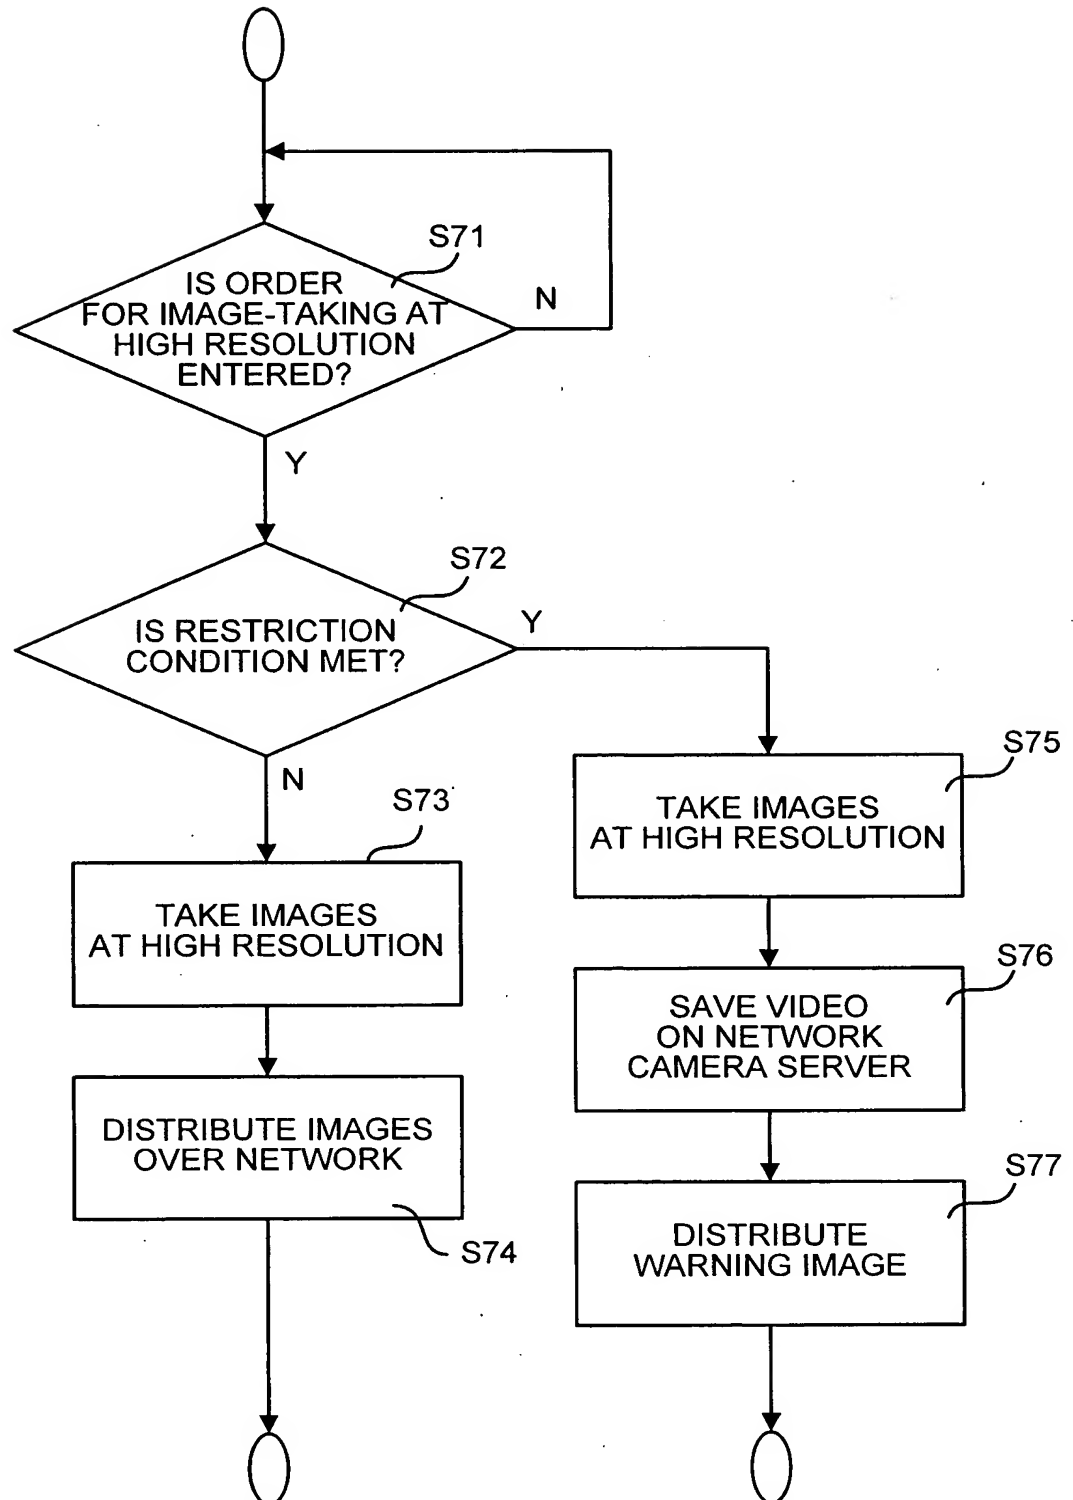 S71
IS ORDER
FOR IMAGE-TAKING AT
HIGH RESOLUTION
ENTERED?
N
Y
S72
IS RESTRICTION
CONDITION MET?
Y
N
S73
TAKE IMAGES
AT HIGH RESOLUTION
DISTRIBUTE IMAGES
OVER NETWORK
S74
S75
TAKE IMAGES
AT HIGH RESOLUTION
S76
SAVE VIDEO
ON NETWORK
CAMERA SERVER
S77
DISTRIBUTE
WARNING IMAGE